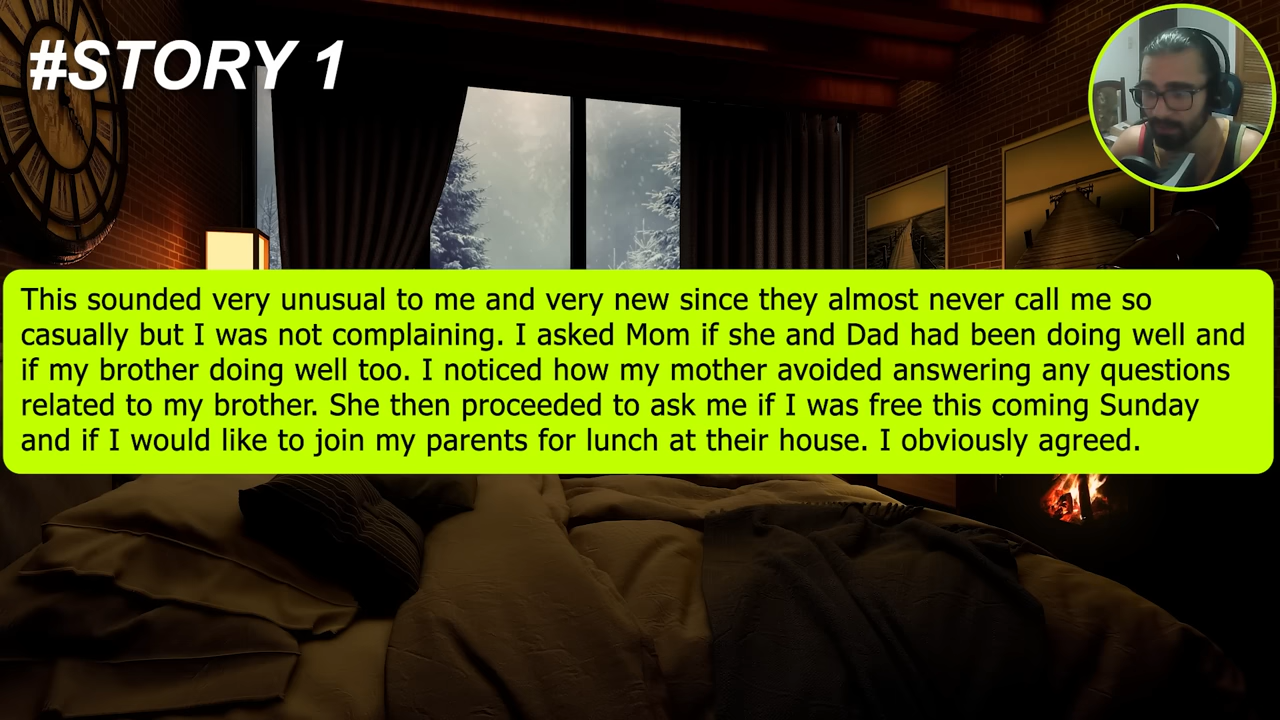 #STORY 1
This sounded very unusual to me and very new since they almost never call me so
casually but I was not complaining. I asked Mom if she and Dad had been doing well and
if my brother doing well too. I noticed how my mother avoided answering any questions
related to my brother. She then proceeded to ask me if I was free this coming Sunday
and if I would like to join my parents for lunch at their house. I obviously agreed.